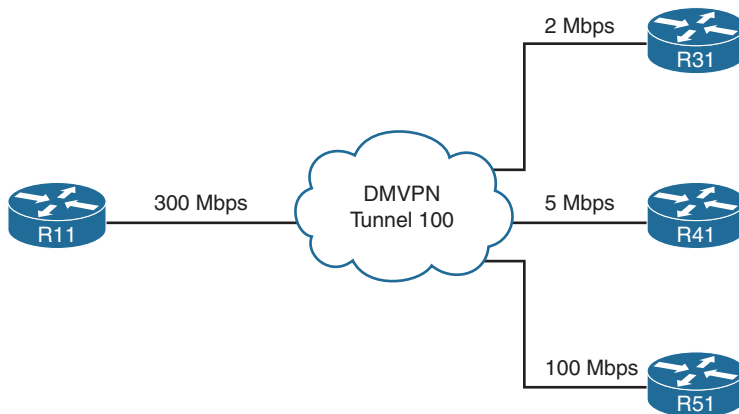 2 Mbps
R31
300 Mbps
R11
DMVPN
Tunnel 100
5 Mbps
R41
100 Mbps
R51